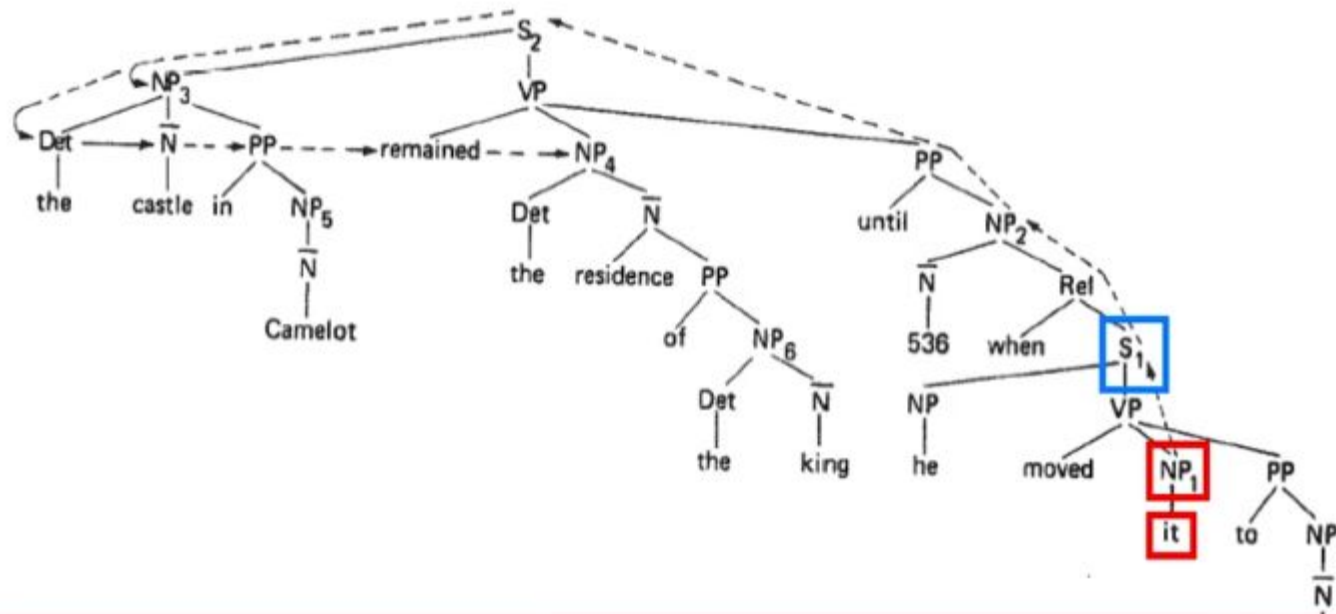 S₂
NP₃ VP
Det N̅ PP remained NP₄ PP
the castle in NP₅ Det N̅ until NP₂
N̅ the residence PP N̅ Rel
Camelot of NP₆ 536 when S₁
Det N̅ NP VP
the king he moved NP₁ PP
it to NP
N̅